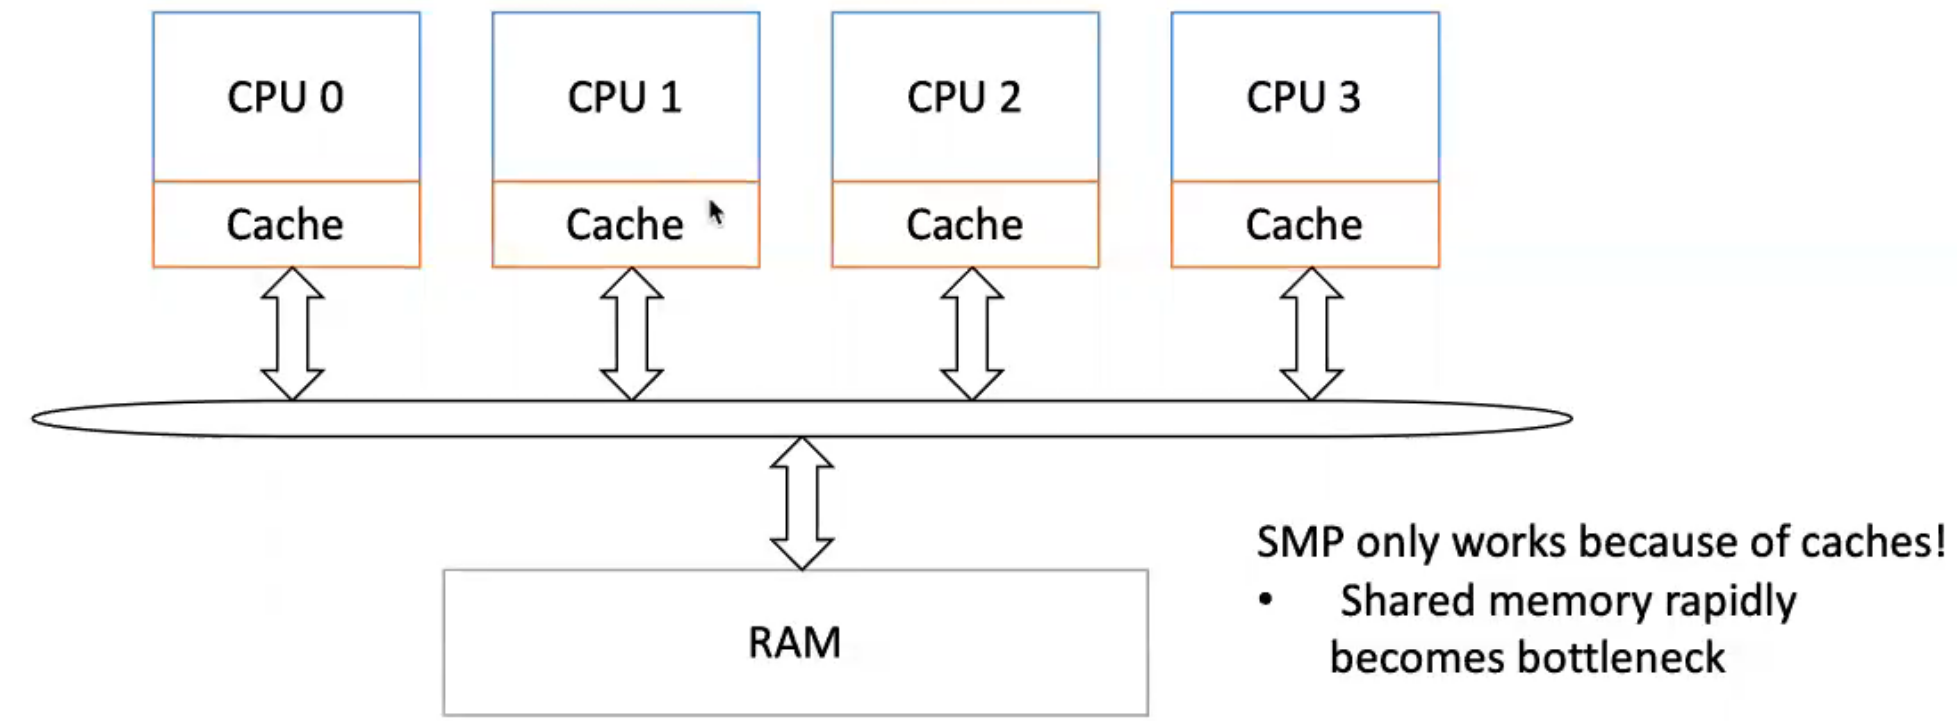 CPU 0
CPU 1
CPU 2
CPU 3
Cache
Cache
Cache
Cache
RAM
SMP only works because of caches!
• Shared memory rapidly
becomes bottleneck